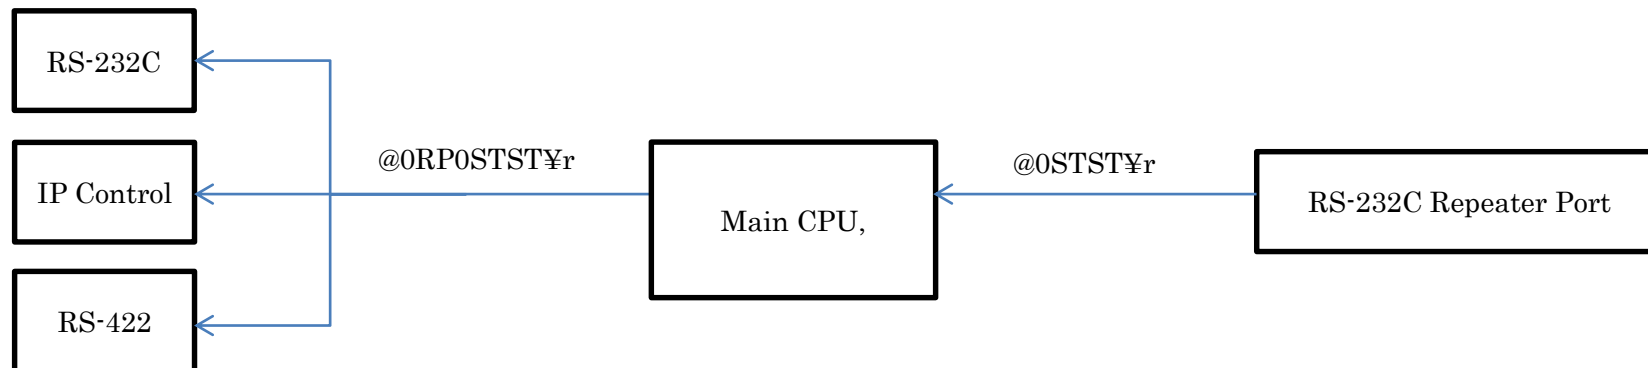 RS-232C
IP Control
RS-422
@0RP0STST¥r
Main CPU,
@0STST¥r
RS-232C Repeater Port